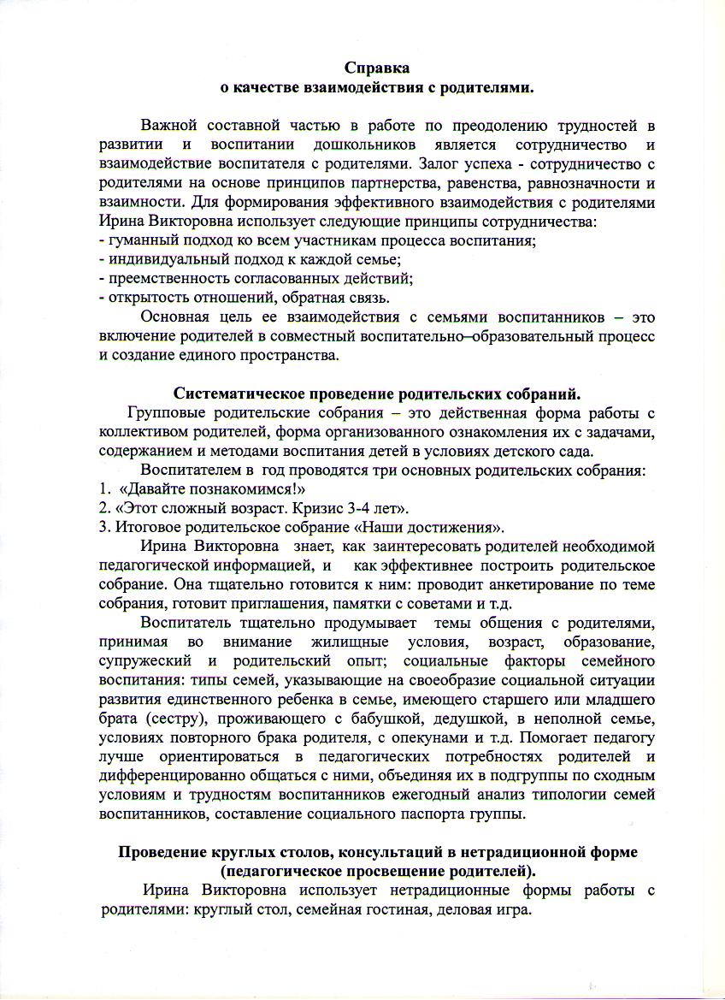 Справка
о качестве взаимодействия с родителями.
Важной составной частью в работе по преодолению трудностей в
развитии и воспитании дошкольников является сотрудничество и
взаимодействие воспитателя с родителями. Залог успеха - сотрудничество с
родителями на основе принципов партнерства, равенства, равнозначности и
взаимности. Для формирования эффективного взаимодействия с родителями
Ирина Викторовна использует следующие принципы сотрудничества:
- гуманный подход ко всем участникам процесса воспитания;
- индивидуальный подход к каждой семье;
- преемственность согласованных действий;
- открытость отношений, обратная связь.
Основная цель ее взаимодействия с семьями воспитанников – это
включение родителей в совместный воспитательно–образовательный процесс
и создание единого пространства.
Систематическое проведение родительских собраний.
Групповые родительские собрания – это действенная форма работы с
коллективом родителей, форма организованного ознакомления их с задачами,
содержанием и методами воспитания детей в условиях детского сада.
Воспитателем в год проводятся три основных родительских собрания:
1. «Давайте познакомимся!»
2. «Этот сложный возраст. Кризис 3-4 лет».
3. Итоговое родительское собрание «Наши достижения».
Ирина Викторовна знает, как заинтересовать родителей необходимой
педагогической информацией, и как эффективнее построить родительское
собрание. Она тщательно готовится к ним: проводит анкетирование по теме
собрания, готовит приглашения, памятки с советами и т.д.
Воспитатель тщательно продумывает темы общения с родителями,
принимая во внимание жилищные условия, возраст, образование,
супружеский и родительский опыт; социальные факторы семейного
воспитания: типы семей, указывающие на своеобразие социальной ситуации
развития единственного ребенка в семье, имеющего старшего или младшего
брата (сестру), проживающего с бабушкой, дедушкой, в неполной семье,
условиях повторного брака родителя, с опекунами и т.д. Помогает педагогу
лучше ориентироваться в педагогических потребностях родителей и
дифференцированно общаться с ними, объединяя их в подгруппы по сходным
условиям и трудностям воспитанников ежегодный анализ типологии семей
воспитанников, составление социального паспорта группы.
Проведение круглых столов, консультаций в нетрадиционной форме
(педагогическое просвещение родителей).
Ирина Викторовна использует нетрадиционные формы работы с
родителями: круглый стол, семейная гостиная, деловая игра.